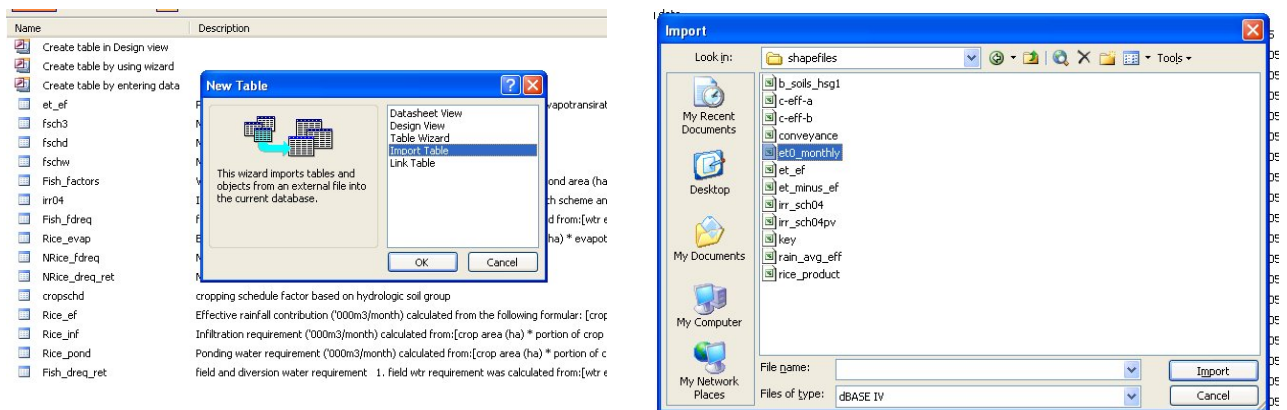 Name Description
Create table in Design view
Create table by using wizard
Create table by entering data
et_ef
fsch3
fschd
fschw
Fish_factors
irr04
Fish_fdreq
Rice_evap
NRice_fdreq
NRice_dreq_ret
cropschd cropping schedule factor based on hydrologic soil group
Rice_ef Effective rainfall contribution ('000m3/month) calculated from the following formular: [crop
Rice_inf Infiltration requirement ('000m3/month) calculated from:[crop area (ha) * portion of crop
Rice_pond Ponding water requirement ('000m3/month) calculated from:[crop area (ha) * portion of c
Fish_dreq_ret field and diversion water requirement 1. field wtr requirement was calculated from:[wtr e
vapotransirat
ond area (ha
ch scheme an
d from:[wtr e
ha) * evapot
New Table
This wizard imports tables and
objects from an external file into
the current database.
Datasheet View
Design View
Table Wizard
Import Table
Link Table
OK Cancel
Import
Look in: shapefiles Tools
My Recent
Documents
Desktop
My Documents
My Computer
My Network
Places
b_soils_hsg1
c-eff-a
c-eff-b
conveyance
et0_monthly
et_ef
et_minus_ef
irr_sch04
irr_sch04pv
key
rain_avg_eff
rice_product
File name: Import
Files of type: dBASE IV Cancel